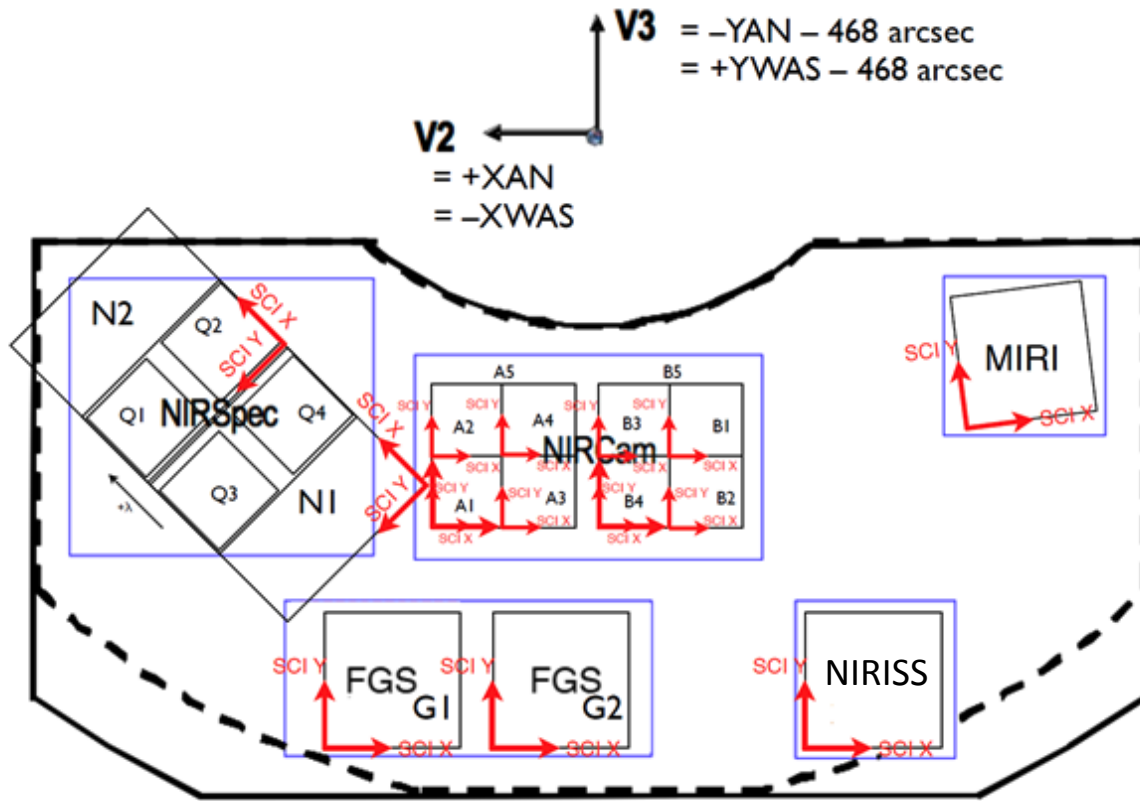 V3 = –YAN – 468 arcsec
= +YWAS – 468 arcsec
V2
= +XAN
= –XWAS
N2
SCI X
Q2
SCI Y
Q1
NIRSpec
Q4
SCI X
Q3
N1
SCI Y
+λ
A5
B5
SCI Y
SCI Y
SCI Y
SCI Y
A2
A4
B3
B1
NIRCam
SCI X
SCI X
SCI X
SCI X
SCI Y
SCI Y
SCI Y
SCI Y
A1
A3
B4
B2
SCI X
SCI X
SCI X
SCI X
SCI Y
MIRI
SCI X
SCI Y
FGS
G1
SCI X
SCI Y
FGS
G2
SCI X
SCI Y
NIRISS
SCI X